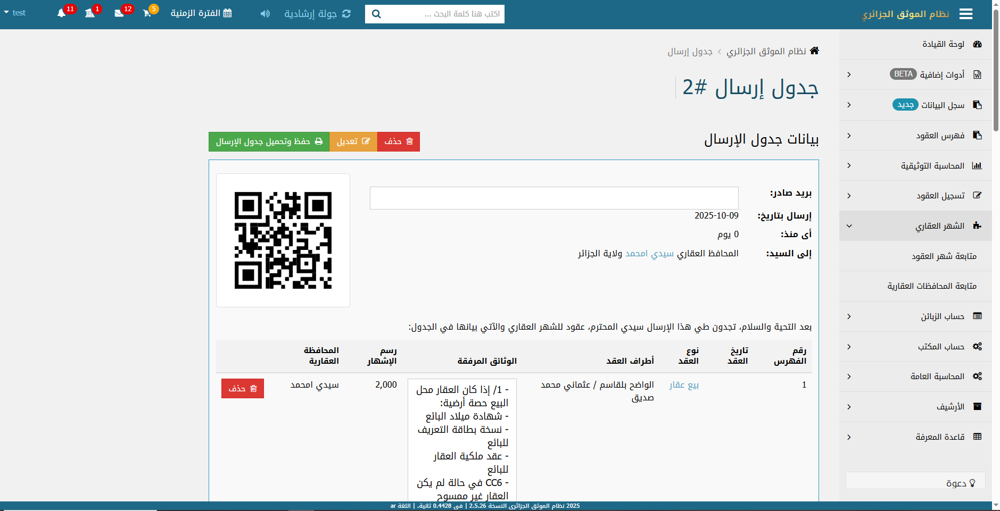 نظام الموثق الجزائري
اكتب هنا كلمة البحث ...
جولة إرشادية
الفترة الزمنية
5
12
1
11
test
لوحة القيادة
أدوات إضافية BETA
سجل البيانات جديد
فهرس العقود
المحاسبة التوثيقية
تسجيل العقود
الشهر العقاري
متابعة شهر العقود
متابعة المحافظات العقارية
حساب الزبائن
حساب المكتب
المحاسبة العامة
الأرشيف
قاعدة المعرفة
دعوة
نظام الموثق الجزائري > جدول إرسال
جدول إرسال #2
بيانات جدول الإرسال
حذف
تعديل
حفظ وتحميل جدول الإرسال
بريد صادر:
إرسال بتاريخ: 2025-10-09
أى منذ: 0 يوم
إلى السيد: المحافظ العقاري سيدي امحمد ولاية الجزائر
بعد التحية والسلام، تجدون طي هذا الإرسال سيدي المحترم، عقود للشهر العقاري والآتي بيانها في الجدول:
رقم الفهرس
تاريخ العقد
نوع العقد
أطراف العقد
الوثائق المرفقة
رسم الإشهار
المحافظة العقارية
1
بيع عقار
الواضح بلقاسم / عثماني محمد
صديق
- 1/ إذا كان العقار محل
البيع حصة أرضية:
- شهادة ميلاد البائع
- نسخة بطاقة التعريف
للبائع
- عقد ملكية العقار
للبائع
- CC6 في حالة لم يكن
العقار غير ممسوح
2,000
سيدي امحمد
حذف
2025 نظام الموثق الجزائري النسخة 2.5.26 | في 0.4428 ثانية. | اللغة ar